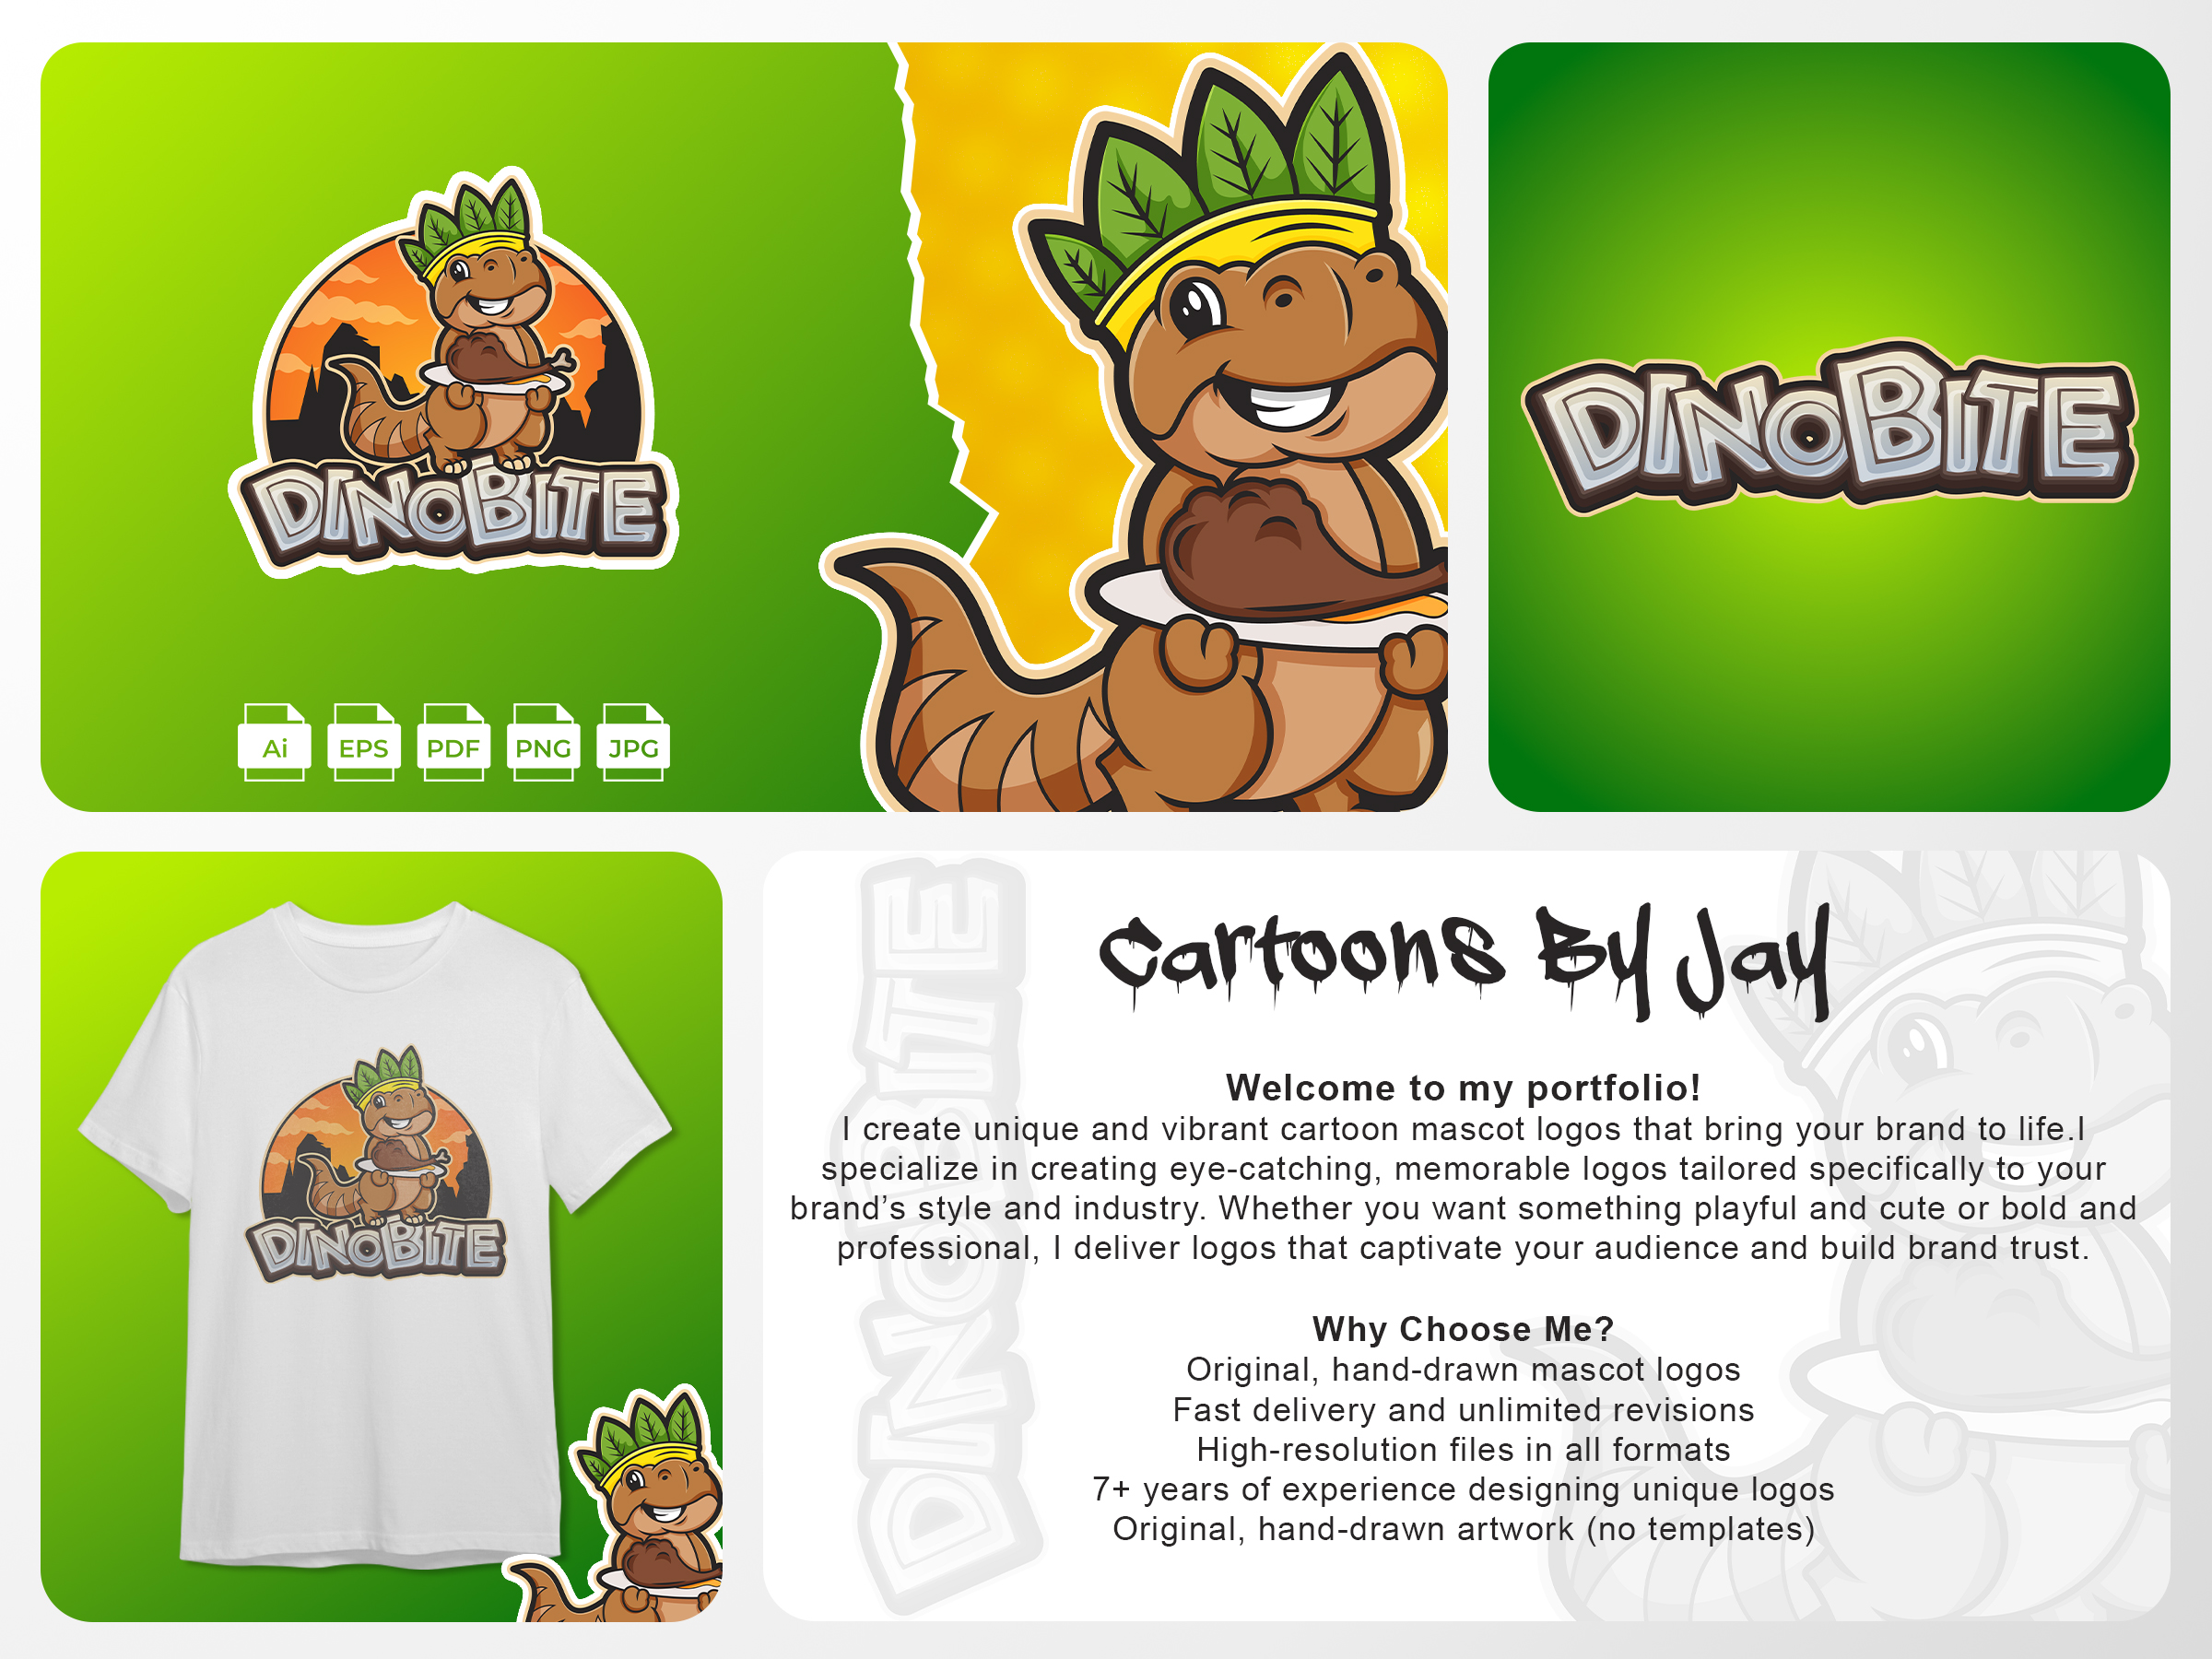 DINOBITE
Ai EPS PDF PNG JPG
DINOBITE
DINOBITE
DINOBITE
Cartoons By Jay
Welcome to my portfolio!
I create unique and vibrant cartoon mascot logos that bring your brand to life.I
specialize in creating eye-catching, memorable logos tailored specifically to your
brand’s style and industry. Whether you want something playful and cute or bold and
professional, I deliver logos that captivate your audience and build brand trust.
Why Choose Me?
Original, hand-drawn mascot logos
Fast delivery and unlimited revisions
High-resolution files in all formats
7+ years of experience designing unique logos
Original, hand-drawn artwork (no templates)